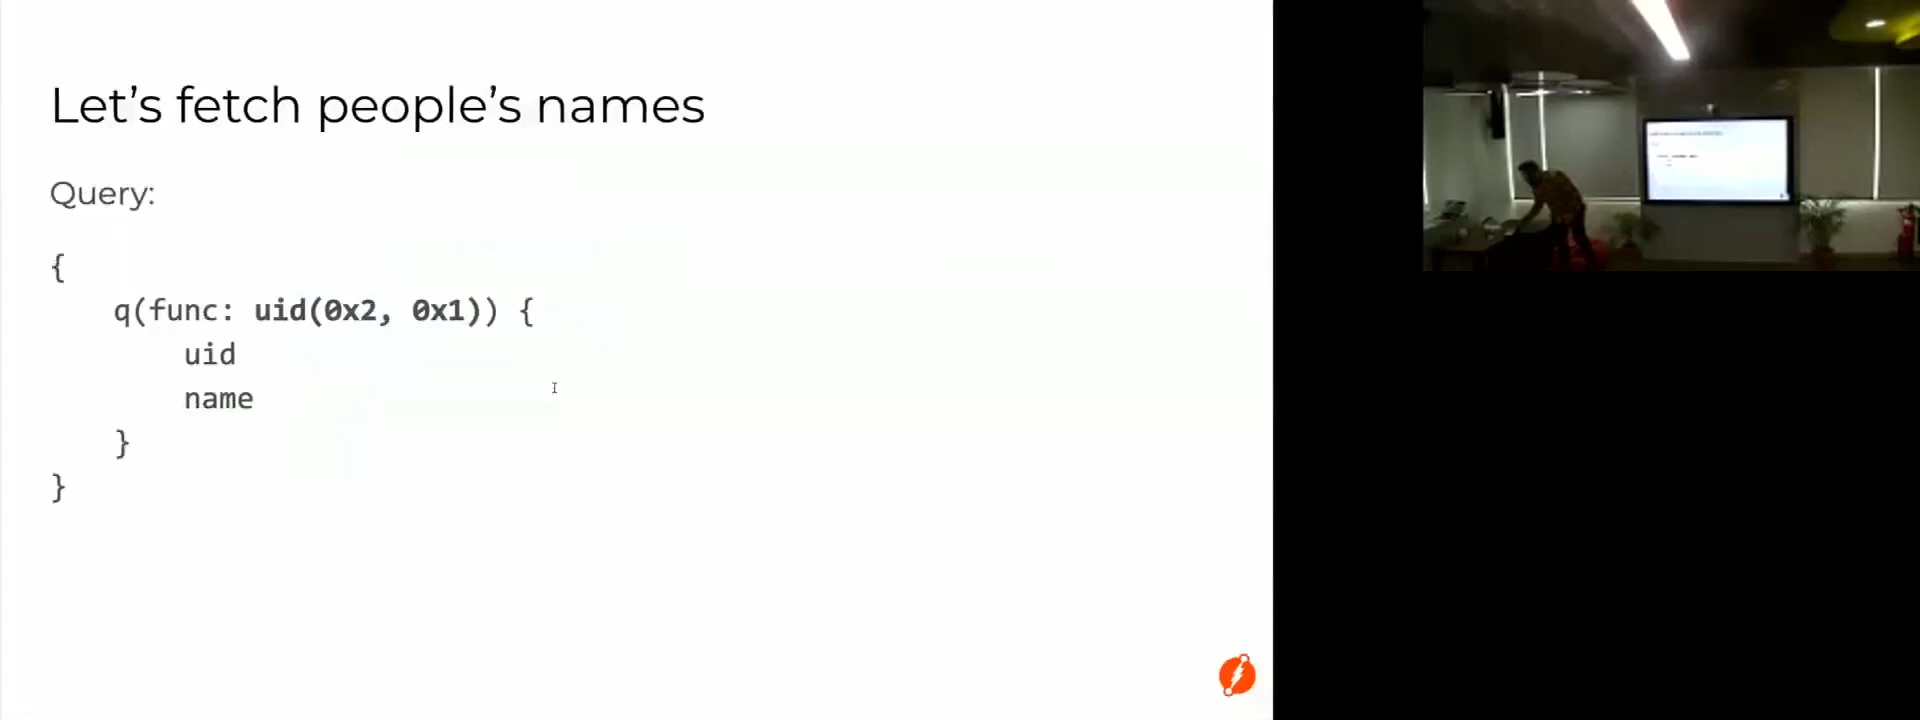 Let’s fetch people’s names
Query:
{
q(func: uid(0x2, 0x1)) {
uid
name
}
}